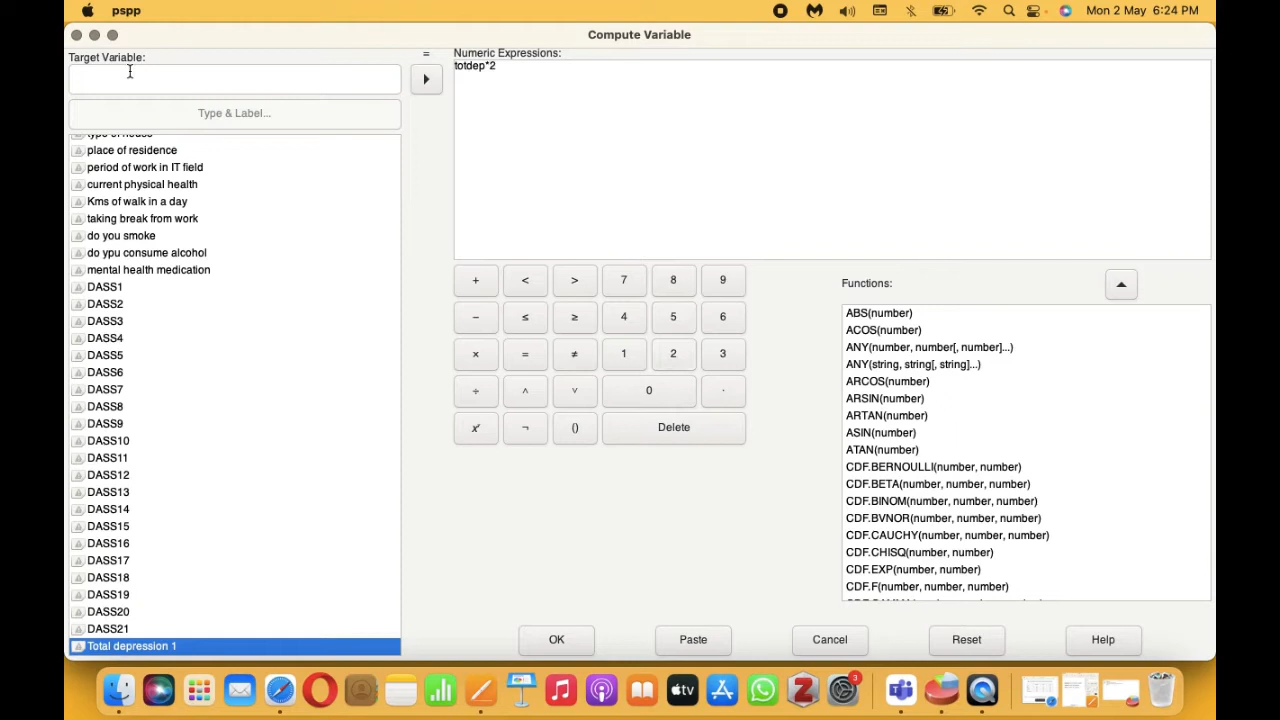 pspp
Mon 2 May 6:24 PM
Compute Variable
Target Variable:
=
Numeric Expressions:
totdep*2
Type & Label...
type of house
place of residence
period of work in IT field
current physical health
Kms of walk in a day
taking break from work
do you smoke
do ypu consume alcohol
mental health medication
DASS1
DASS2
DASS3
DASS4
DASS5
DASS6
DASS7
DASS8
DASS9
DASS10
DASS11
DASS12
DASS13
DASS14
DASS15
DASS16
DASS17
DASS18
DASS19
DASS20
DASS21
Total depression 1
+ < > 7 8 9
− ≤ ≥ 4 5 6
× = ≠ 1 2 3
÷ ^ ˅ 0 ·
xʸ ¬ () Delete
Functions:
ABS(number)
ACOS(number)
ANY(number, number[, number]...)
ANY(string, string[, string]...)
ARCOS(number)
ARSIN(number)
ARTAN(number)
ASIN(number)
ATAN(number)
CDF.BERNOULLI(number, number)
CDF.BETA(number, number, number)
CDF.BINOM(number, number, number)
CDF.BVNOR(number, number, number)
CDF.CAUCHY(number, number, number)
CDF.CHISQ(number, number)
CDF.EXP(number, number)
CDF.F(number, number, number)
OK Paste Cancel Reset Help
tv
3